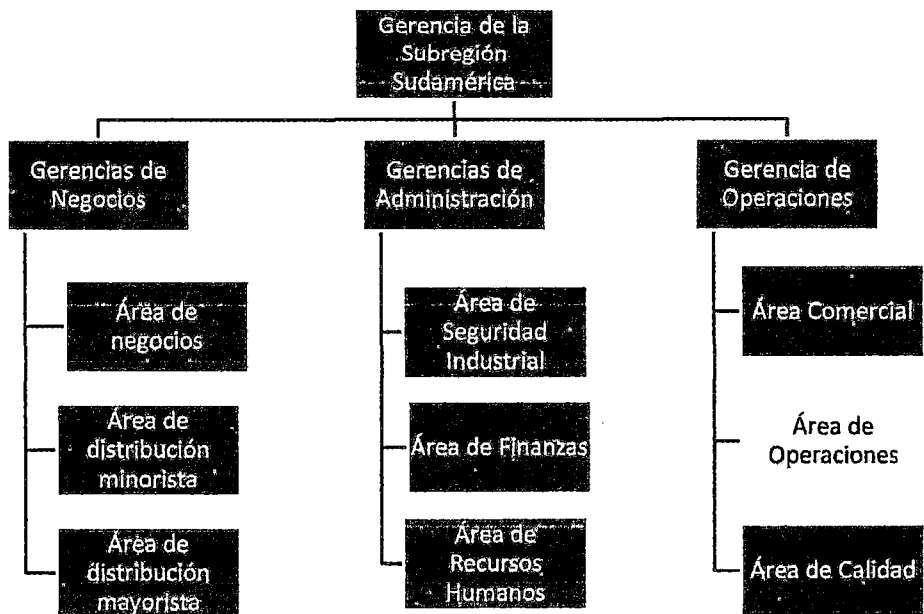 Gerencia de la
Subregión
Sudamérica
Gerencias de
Negocios
Gerencias de
Administración
Gerencia de
Operaciones
Área de
negocios
Área de
distribución
minorista
Área de
distribución
mayorista
Área de
Seguridad
Industrial
Área de Finanzas
Área de
Recursos
Humanos
Área Comercial
Área de
Operaciones
Área de Calidad